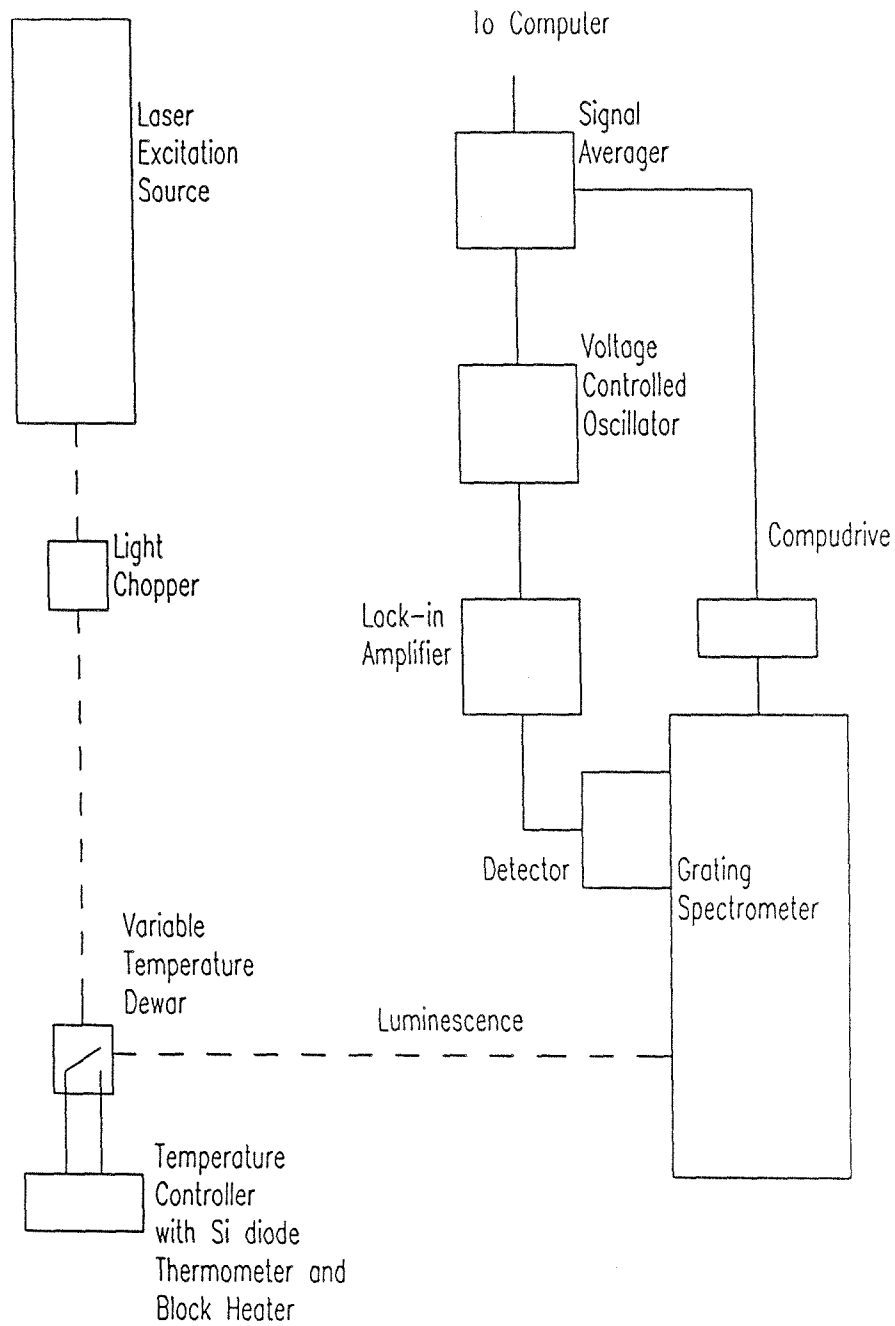 To Computer
Laser
Excitation
Source
Signal
Averager
Voltage
Controlled
Oscillator
Compudrive
Light
Chopper
Lock-in
Amplifier
Detector
Grating
Spectrometer
Variable
Temperature
Dewar
Luminescence
Temperature
Controller
with Si diode
Thermometer and
Block Heater